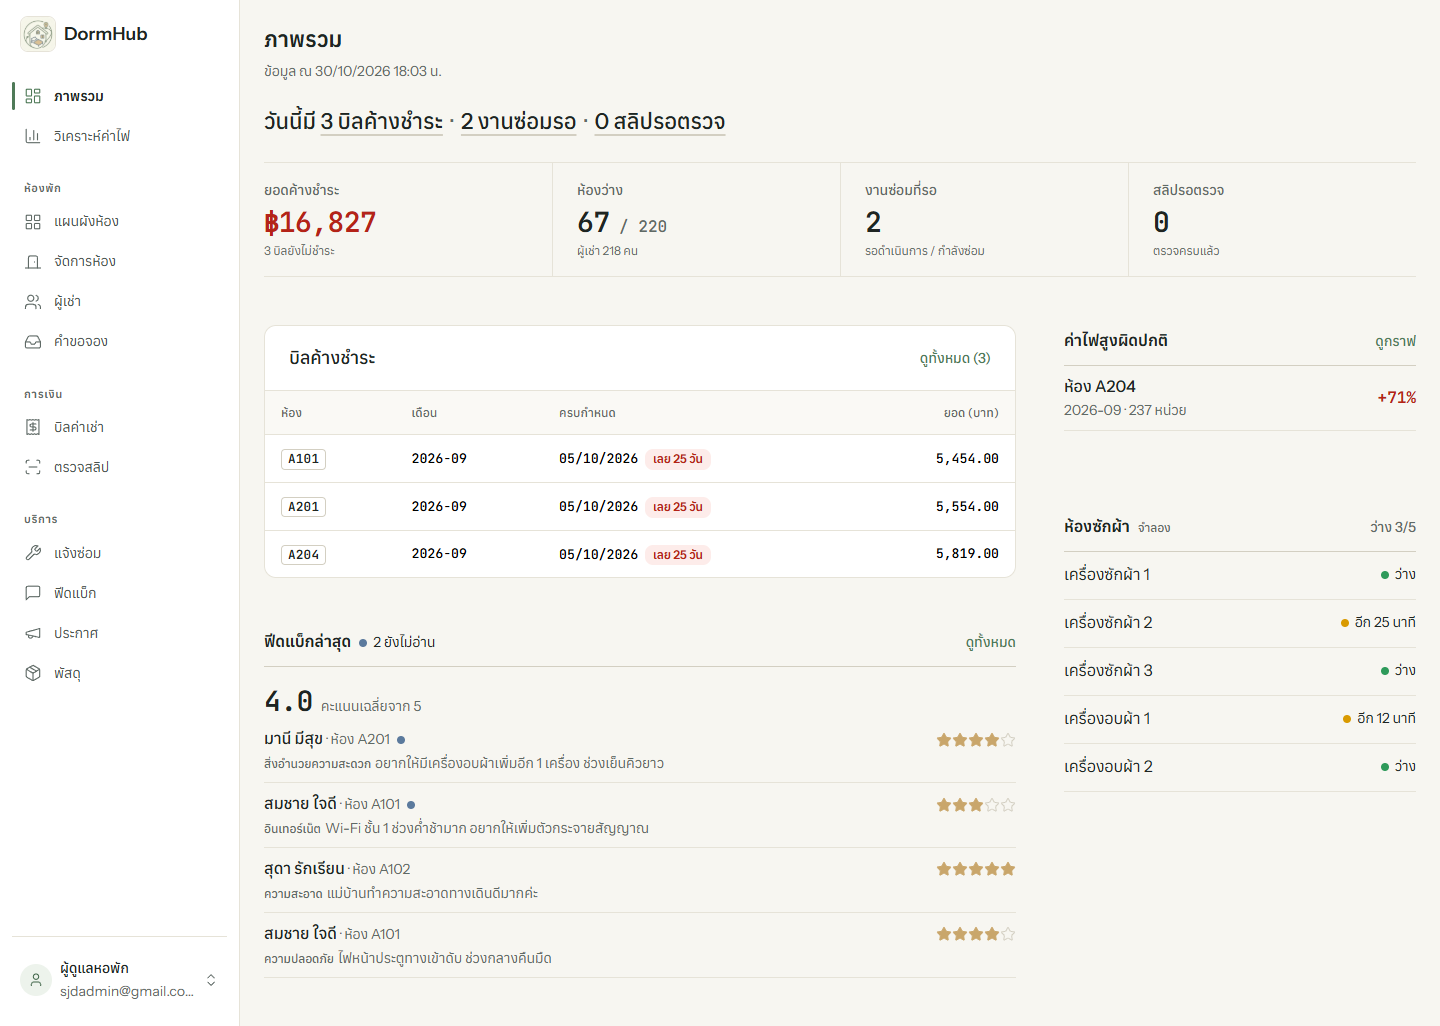 DormHub
ภาพรวม
วิเคราะห์ค่าไฟ
ห้องพัก
แผนผังห้อง
จัดการห้อง
ผู้เช่า
คำขอจอง
การเงิน
บิลค่าเช่า
ตรวจสลิป
บริการ
แจ้งซ่อม
ฟีดแบ็ก
ประกาศ
พัสดุ
ผู้ดูแลหอพัก
sjdadmin@gmail.co...
ภาพรวม
ข้อมูล ณ 30/10/2026 18:03 น.
วันนี้มี 3 บิลค้างชำระ · 2 งานซ่อมรอ · 0 สลิปรอตรวจ
ยอดค้างชำระ
฿16,827
3 บิลยังไม่ชำระ
ห้องว่าง
67 / 220
ผู้เช่า 218 คน
งานซ่อมที่รอ
2
รอดำเนินการ / กำลังซ่อม
สลิปรอตรวจ
0
ตรวจครบแล้ว
บิลค้างชำระ ดูทั้งหมด (3)
ห้อง เดือน ครบกำหนด ยอด (บาท)
A101 2026-09 05/10/2026 เลย 25 วัน 5,454.00
A201 2026-09 05/10/2026 เลย 25 วัน 5,554.00
A204 2026-09 05/10/2026 เลย 25 วัน 5,819.00
ฟีดแบ็กล่าสุด 2 ยังไม่อ่าน ดูทั้งหมด
4.0 คะแนนเฉลี่ยจาก 5
มานี มีสุข · ห้อง A201
สิ่งอำนวยความสะดวก อยากให้มีเครื่องอบผ้าเพิ่มอีก 1 เครื่อง ช่วงเย็นคิวยาว
สมชาย ใจดี · ห้อง A101
อินเทอร์เน็ต Wi-Fi ชั้น 1 ช่วงค่ำช้ามาก อยากให้เพิ่มตัวกระจายสัญญาณ
สุดา รักเรียน · ห้อง A102
ความสะอาด แม่บ้านทำความสะอาดทางเดินดีมากค่ะ
สมชาย ใจดี · ห้อง A101
ความปลอดภัย ไฟหน้าประตูทางเข้าดับ ช่วงกลางคืนมืด
ค่าไฟสูงผิดปกติ ดูกราฟ
ห้อง A204
2026-09 · 237 หน่วย
+71%
ห้องซักผ้า จำลอง ว่าง 3/5
เครื่องซักผ้า 1 ว่าง
เครื่องซักผ้า 2 อีก 25 นาที
เครื่องซักผ้า 3 ว่าง
เครื่องอบผ้า 1 อีก 12 นาที
เครื่องอบผ้า 2 ว่าง